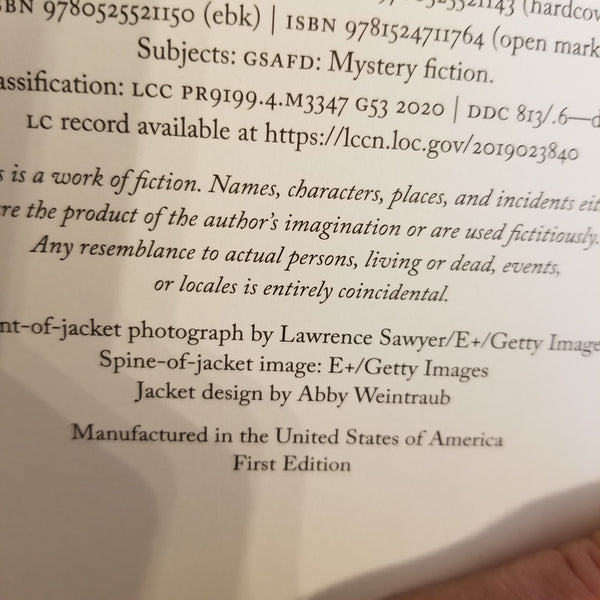 9780525521150 (ebk) | ISBN 9781524711764 (open mark
Subjects: GSAFD: Mystery fiction.
assification: LCC PR9199.4.M3347 G53 2020 | DDC 813/.6—d
LC record available at https://lccn.loc.gov/2019023840
s is a work of fiction. Names, characters, places, and incidents eit
re the product of the author's imagination or are used fictitiously.
Any resemblance to actual persons, living or dead, events,
or locales is entirely coincidental.
nt-of-jacket photograph by Lawrence Sawyer/E+/Getty Image
Spine-of-jacket image: E+/Getty Images
Jacket design by Abby Weintraub
Manufactured in the United States of America
First Edition